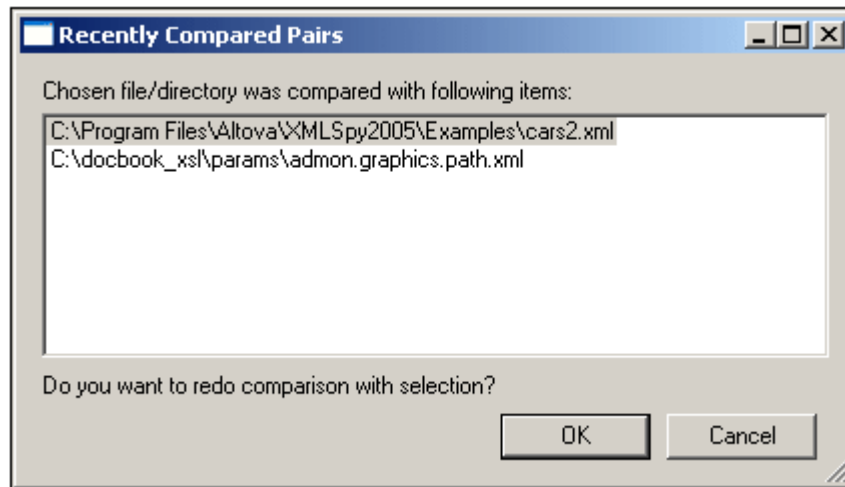 Recently Compared Pairs
Chosen file/directory was compared with following items:
C:\Program Files\Altova\XMLSpy2005\Examples\cars2.xml
C:\docbook_xsl\params\admon.graphics.path.xml
Do you want to redo comparison with selection?
OK Cancel